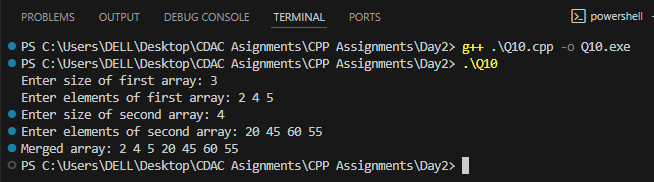 PROBLEMS OUTPUT DEBUG CONSOLE TERMINAL PORTS powershell
PS C:\Users\DELL\Desktop\CDAC Asignments\CPP Assignments\Day2> g++ .\Q10.cpp -o Q10.exe
PS C:\Users\DELL\Desktop\CDAC Asignments\CPP Assignments\Day2> .\Q10
Enter size of first array: 3
Enter elements of first array: 2 4 5
Enter size of second array: 4
Enter elements of second array: 20 45 60 55
Merged array: 2 4 5 20 45 60 55
PS C:\Users\DELL\Desktop\CDAC Asignments\CPP Assignments\Day2>